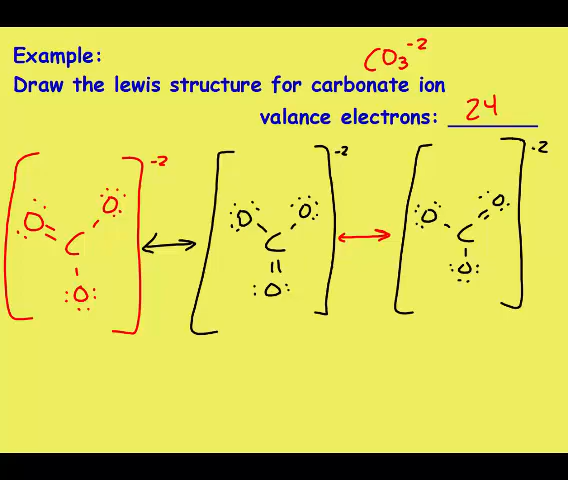 Example: CO₃⁻²
Draw the lewis structure for carbonate ion
valance electrons: 24
-2 -2 -2
O O O O O O
C C C
O O O